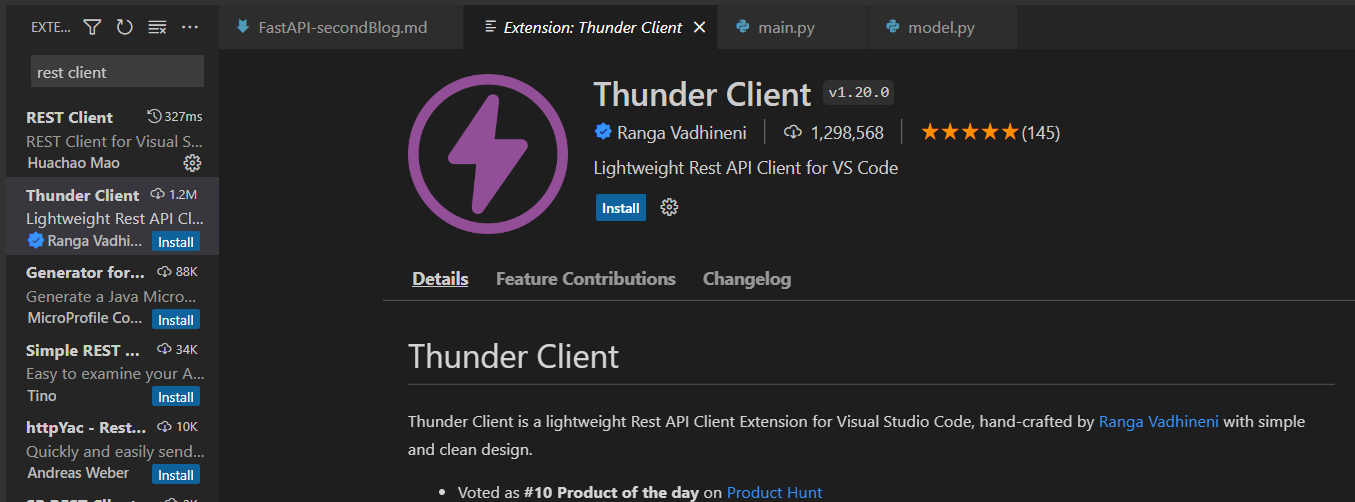 EXTE...
FastAPI-secondBlog.md
Extension: Thunder Client
main.py
model.py
rest client
REST Client 327ms
REST Client for Visual S...
Huachao Mao
Thunder Client 1.2M
Lightweight Rest API Cl...
Ranga Vadhi... Install
Generator for... 88K
Generate a Java Micro...
MicroProfile Co... Install
Simple REST ... 34K
Easy to examine your A...
Tino Install
httpYac - Rest... 10K
Quickly and easily send...
Andreas Weber Install
Thunder Client v1.20.0
Ranga Vadhineni 1,298,568 (145)
Lightweight Rest API Client for VS Code
Install
Details Feature Contributions Changelog
Thunder Client
Thunder Client is a lightweight Rest API Client Extension for Visual Studio Code, hand-crafted by Ranga Vadhineni with simple
and clean design.
• Voted as #10 Product of the day on Product Hunt